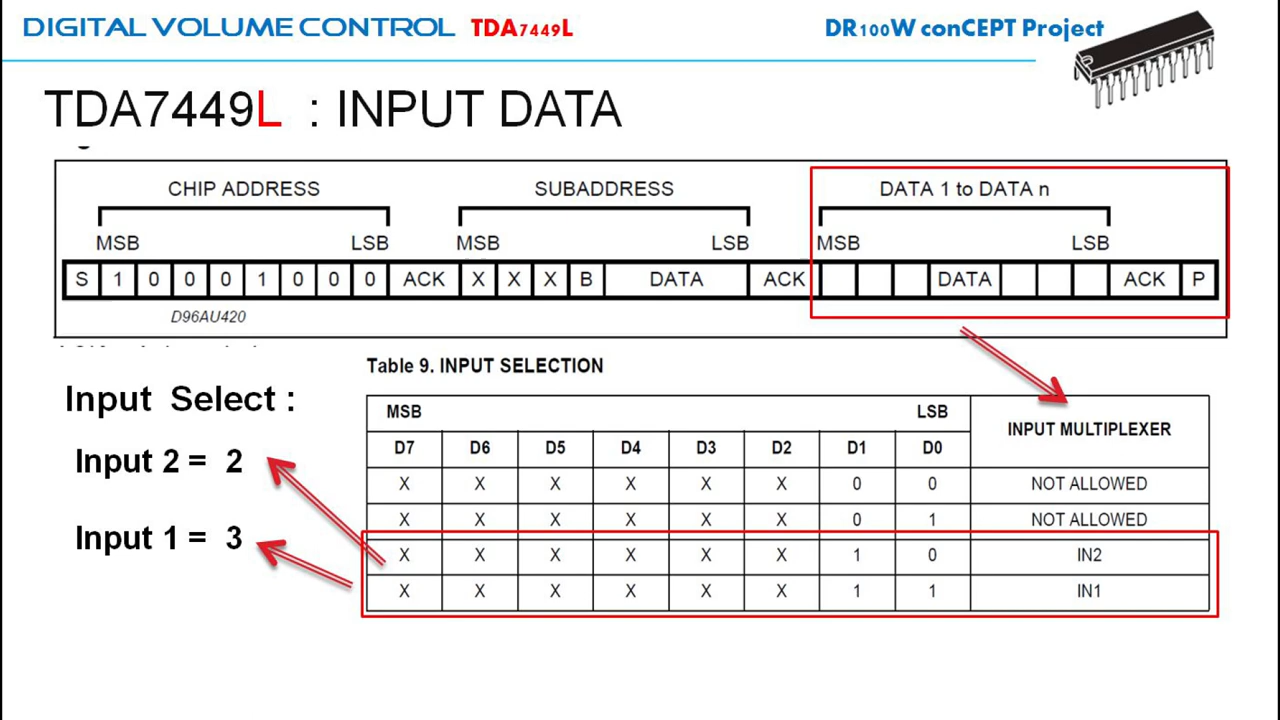 DIGITAL VOLUME CONTROL TDA7449L
DR100W conCEPT Project
TDA7449L : INPUT DATA
CHIP ADDRESS SUBADDRESS DATA 1 to DATA n
MSB LSB MSB LSB MSB LSB
S 1 0 0 0 1 0 0 0 ACK X X X B DATA ACK DATA ACK P
D96AU420
Table 9. INPUT SELECTION
Input Select :
Input 2 = 2
Input 1 = 3
MSB LSB INPUT MULTIPLEXER
D7 D6 D5 D4 D3 D2 D1 D0
X X X X X X 0 0 NOT ALLOWED
X X X X X X 0 1 NOT ALLOWED
X X X X X X 1 0 IN2
X X X X X X 1 1 IN1